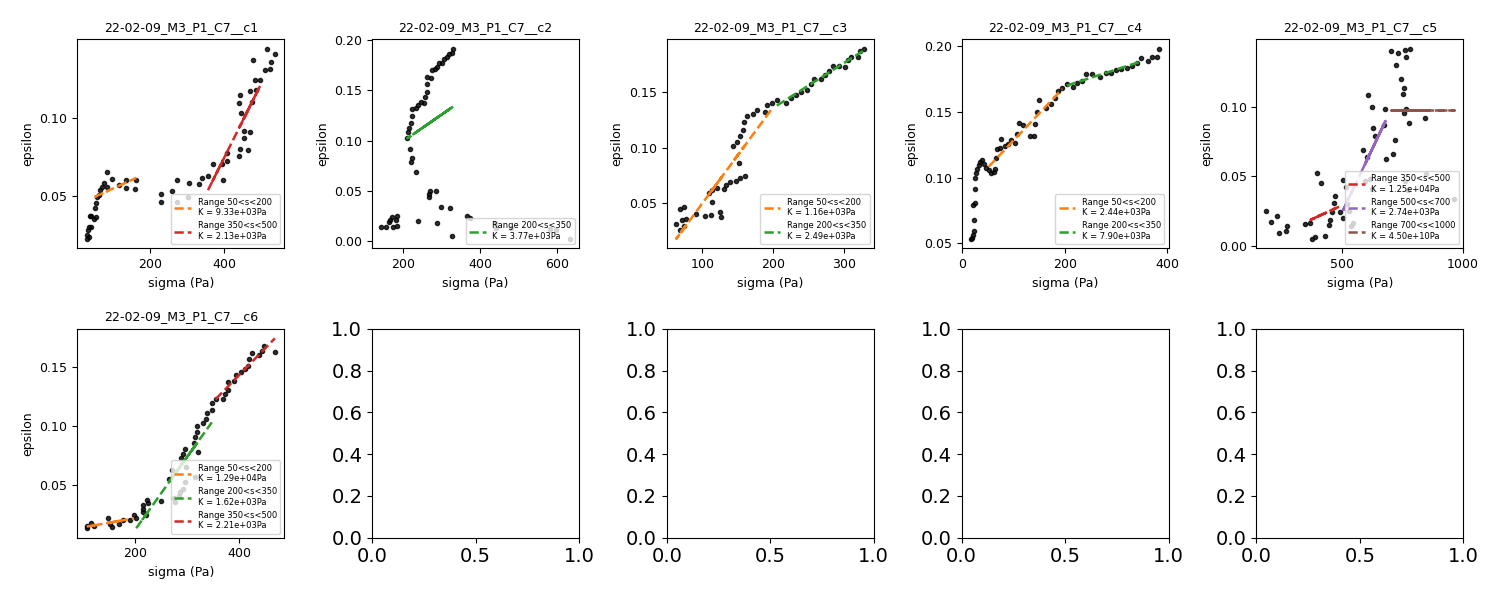 22-02-09_M3_P1_C7__c1
0.10
0.05
epsilon
200
400
sigma (Pa)
Range 50<s<200
K = 9.33e+03Pa
Range 350<s<500
K = 2.13e+03Pa
22-02-09_M3_P1_C7__c2
0.20
0.15
0.10
0.05
0.00
epsilon
200
400
600
sigma (Pa)
Range 200<s<350
K = 3.77e+03Pa
22-02-09_M3_P1_C7__c3
0.15
0.10
0.05
epsilon
100
200
300
sigma (Pa)
Range 50<s<200
K = 1.16e+03Pa
Range 200<s<350
K = 2.49e+03Pa
22-02-09_M3_P1_C7__c4
0.20
0.15
0.10
0.05
epsilon
0
200
400
sigma (Pa)
Range 50<s<200
K = 2.44e+03Pa
Range 200<s<350
K = 7.90e+03Pa
22-02-09_M3_P1_C7__c5
0.10
0.05
0.00
epsilon
500
1000
sigma (Pa)
Range 350<s<500
K = 1.25e+04Pa
Range 500<s<700
K = 2.74e+03Pa
Range 700<s<1000
K = 4.50e+10Pa
22-02-09_M3_P1_C7__c6
0.15
0.10
0.05
epsilon
200
400
sigma (Pa)
Range 50<s<200
K = 1.29e+04Pa
Range 200<s<350
K = 1.62e+03Pa
Range 350<s<500
K = 2.21e+03Pa
1.0
0.8
0.6
0.4
0.2
0.0
0.0
0.5
1.0
1.0
0.8
0.6
0.4
0.2
0.0
0.0
0.5
1.0
1.0
0.8
0.6
0.4
0.2
0.0
0.0
0.5
1.0
1.0
0.8
0.6
0.4
0.2
0.0
0.0
0.5
1.0